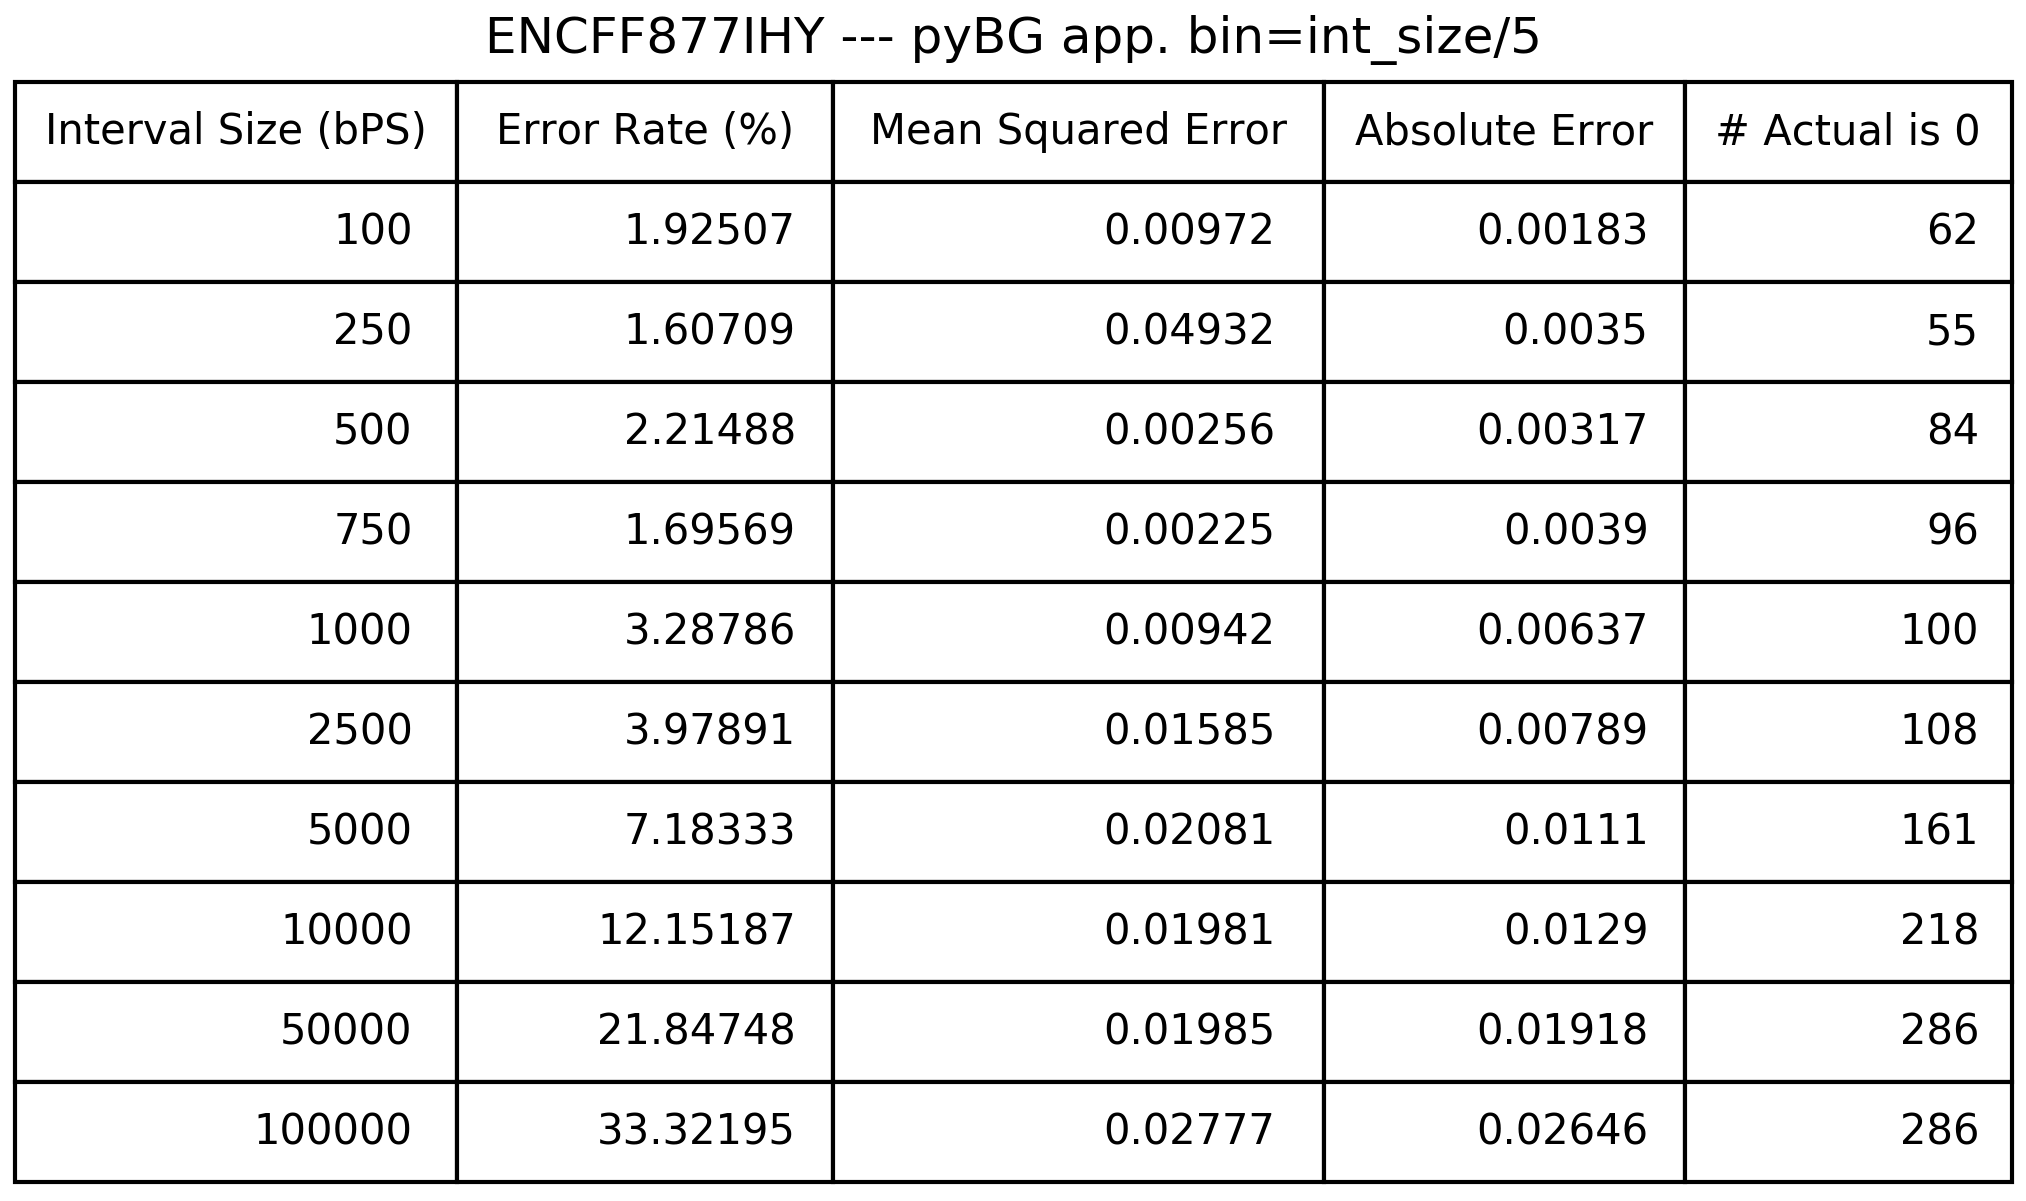 ENCFF877IHY --- pyBG app. bin=int_size/5
Interval Size (bPS) Error Rate (%) Mean Squared Error Absolute Error # Actual is 0
100 1.92507 0.00972 0.00183 62
250 1.60709 0.04932 0.0035 55
500 2.21488 0.00256 0.00317 84
750 1.69569 0.00225 0.0039 96
1000 3.28786 0.00942 0.00637 100
2500 3.97891 0.01585 0.00789 108
5000 7.18333 0.02081 0.0111 161
10000 12.15187 0.01981 0.0129 218
50000 21.84748 0.01985 0.01918 286
100000 33.32195 0.02777 0.02646 286